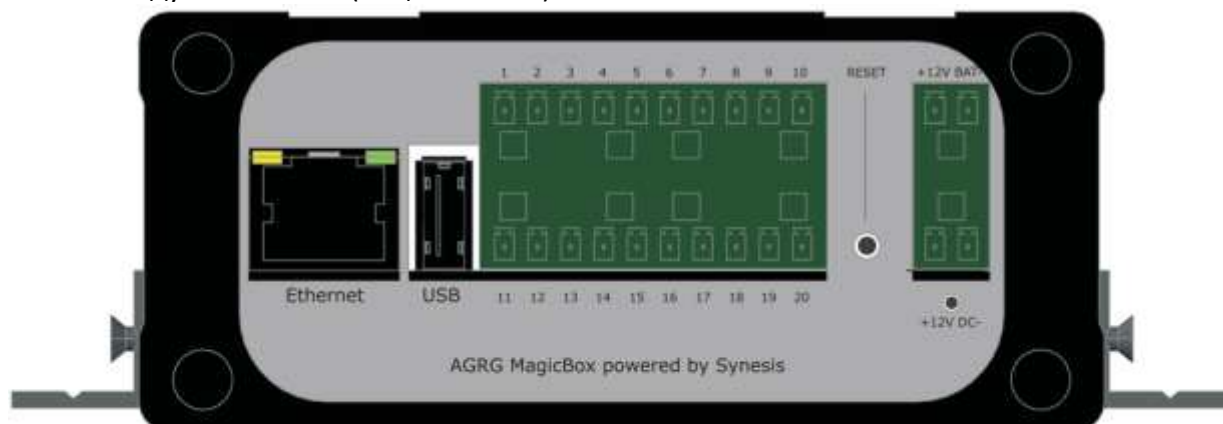 1 2 3 4 5 6 7 8 9 10 RESET +12V BAT-
Ethernet USB 11 12 13 14 15 16 17 18 19 20
+12V DC-
AGRG MagicBox powered by Synesis